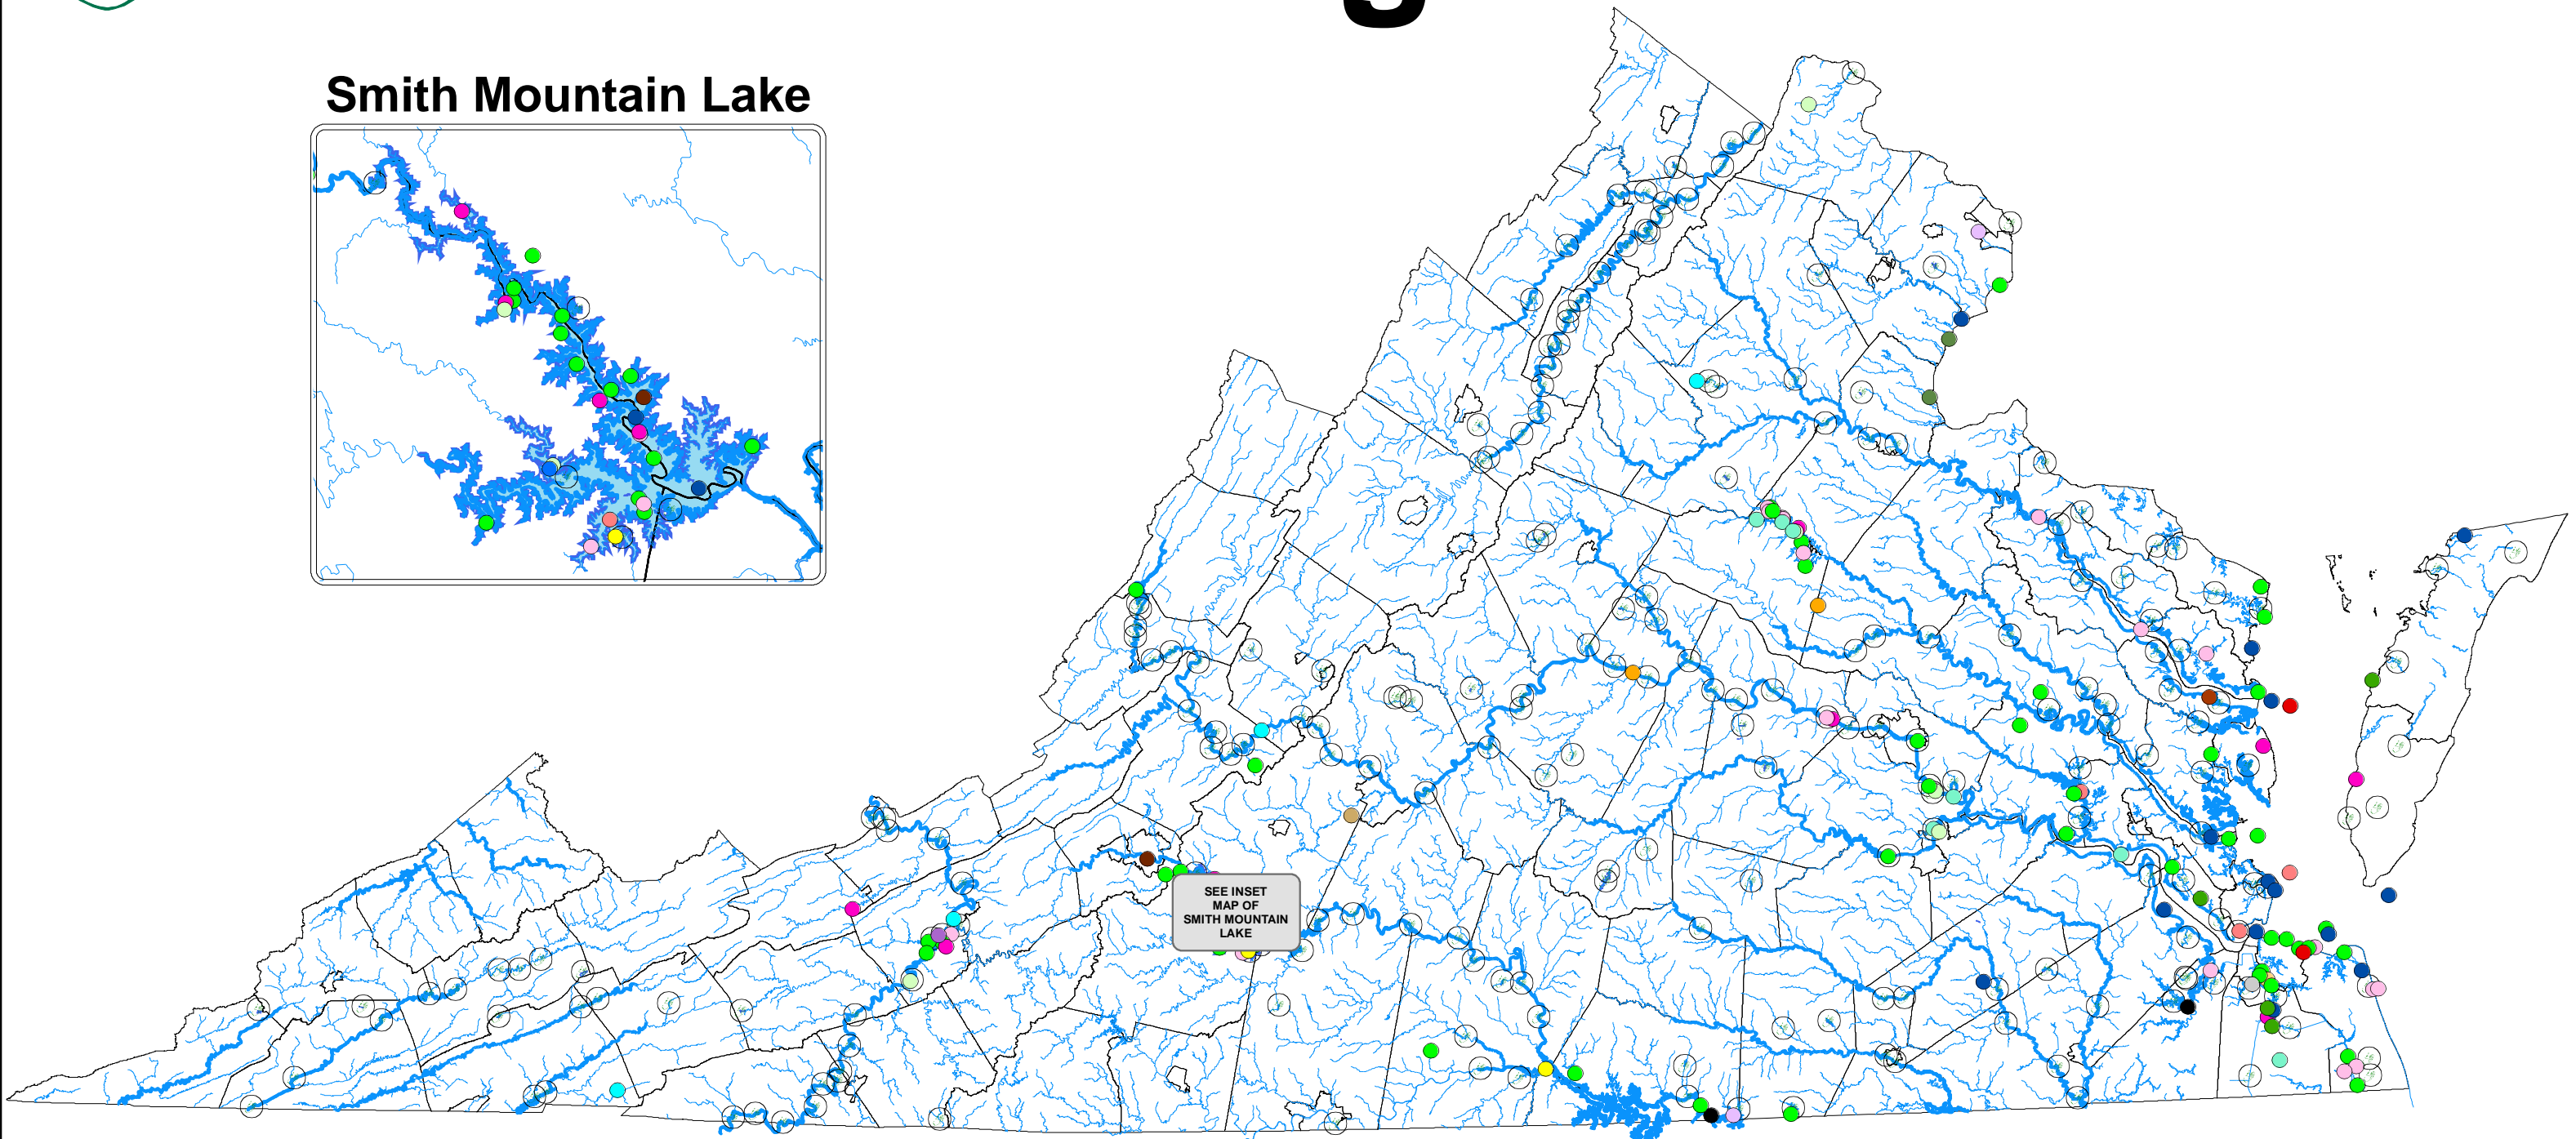 Smith Mountain Lake
SEE INSET
MAP OF
SMITH MOUNTAIN
LAKE